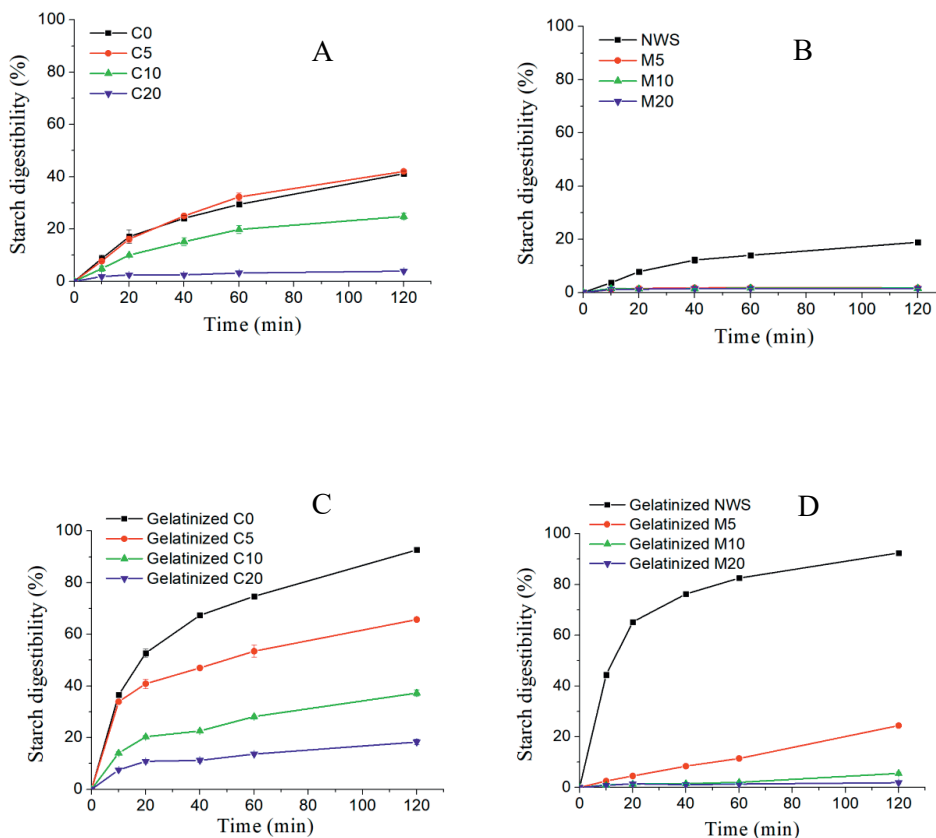 A
C0
C5
C10
C20
Starch digestibility (%)
100
80
60
40
20
0
0 20 40 60 80 100 120
Time (min)
B
NWS
M5
M10
M20
Starch digestibility (%)
100
80
60
40
20
0
0 20 40 60 80 100 120
Time (min)
C
Gelatinized C0
Gelatinized C5
Gelatinized C10
Gelatinized C20
Starch digestibility (%)
100
80
60
40
20
0
0 20 40 60 80 100 120
Time (min)
D
Gelatinized NWS
Gelatinized M5
Gelatinized M10
Gelatinized M20
Starch digestibility (%)
100
80
60
40
20
0
0 20 40 60 80 100 120
Time (min)